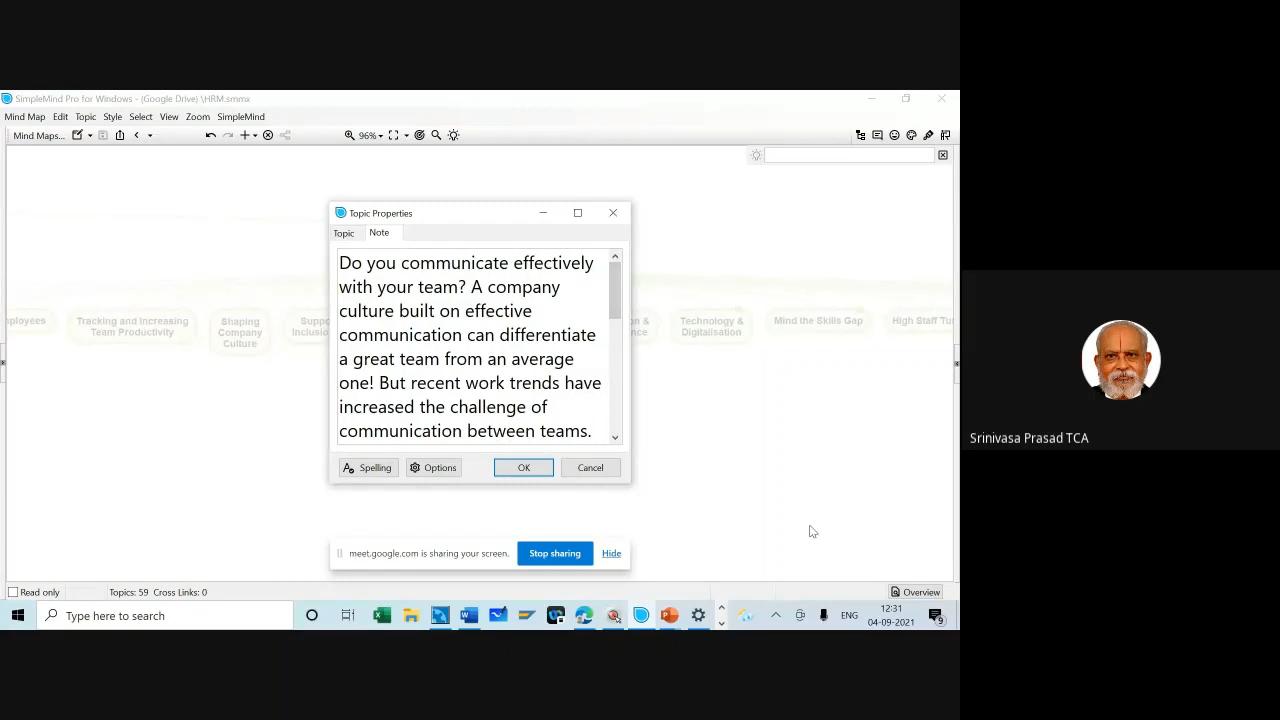 SimpleMind Pro for Windows - (Google Drive) \HRM.smmx
Mind Map Edit Topic Style Select View Zoom SimpleMind
Mind Maps... 96%
Topic Properties
Topic Note
Do you communicate effectively
with your team? A company
culture built on effective
communication can differentiate
a great team from an average
one! But recent work trends have
increased the challenge of
communication between teams.
Spelling Options OK Cancel
Tracking and Increasing
Team Productivity
Shaping
Company
Culture
Technology &
Digitalisation
Mind the Skills Gap
meet.google.com is sharing your screen. Stop sharing Hide
Read only Topics: 59 Cross Links: 0 Overview
Type here to search
ENG
12:31
04-09-2021
9
Srinivasa Prasad TCA